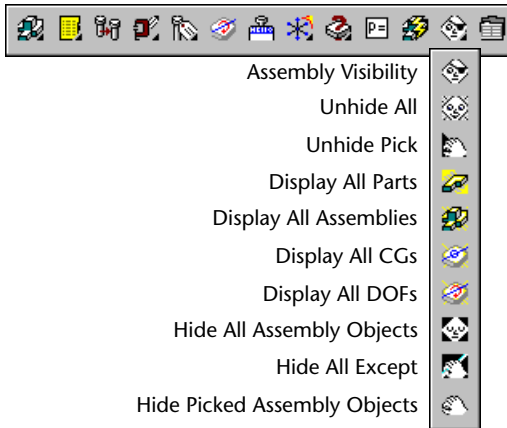 P=
Assembly Visibility
Unhide All
Unhide Pick
Display All Parts
Display All Assemblies
Display All CGs
Display All DOFs
Hide All Assembly Objects
Hide All Except
Hide Picked Assembly Objects